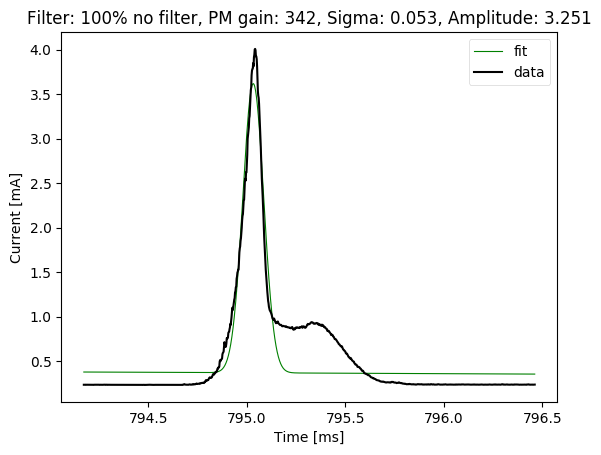 Filter: 100% no filter, PM gain: 342, Sigma: 0.053, Amplitude: 3.251
fit
data
4.0
3.5
3.0
2.5
2.0
1.5
1.0
0.5
Current [mA]
794.5 795.0 795.5 796.0 796.5
Time [ms]